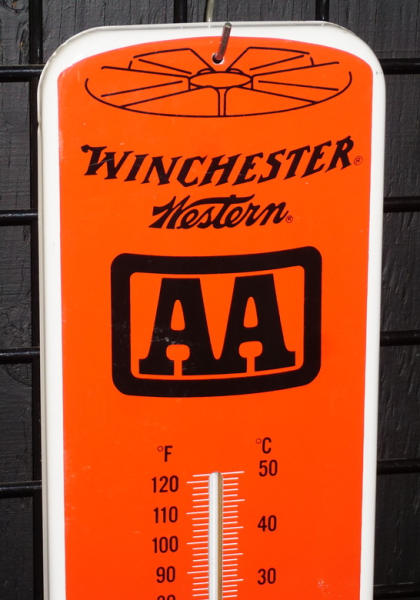 WINCHESTER®
Western®
AA
°F °C
120 50
110
100 40
90 30